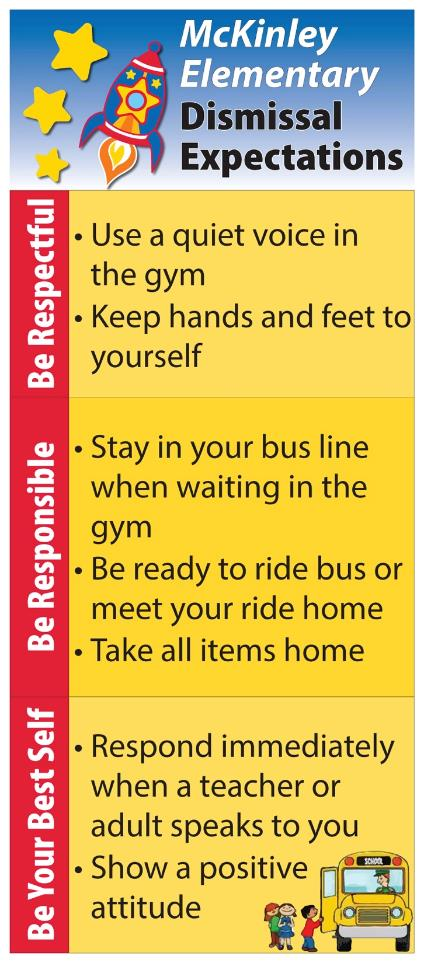 McKinley
Elementary
Dismissal
Expectations
Be Respectful
• Use a quiet voice in
the gym
• Keep hands and feet to
yourself
Be Responsible
• Stay in your bus line
when waiting in the
gym
• Be ready to ride bus or
meet your ride home
• Take all items home
Be Your Best Self
• Respond immediately
when a teacher or
adult speaks to you
• Show a positive
attitude
SCHOOL